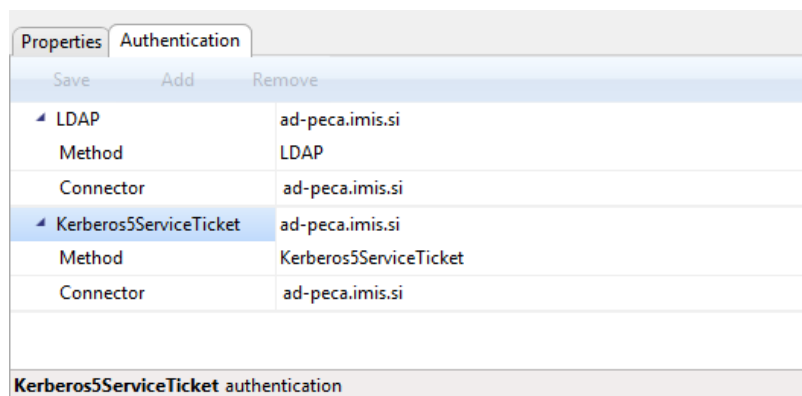 Properties Authentication
Save Add Remove
LDAP ad-peca.imis.si
Method LDAP
Connector ad-peca.imis.si
Kerberos5ServiceTicket ad-peca.imis.si
Method Kerberos5ServiceTicket
Connector ad-peca.imis.si
Kerberos5ServiceTicket authentication